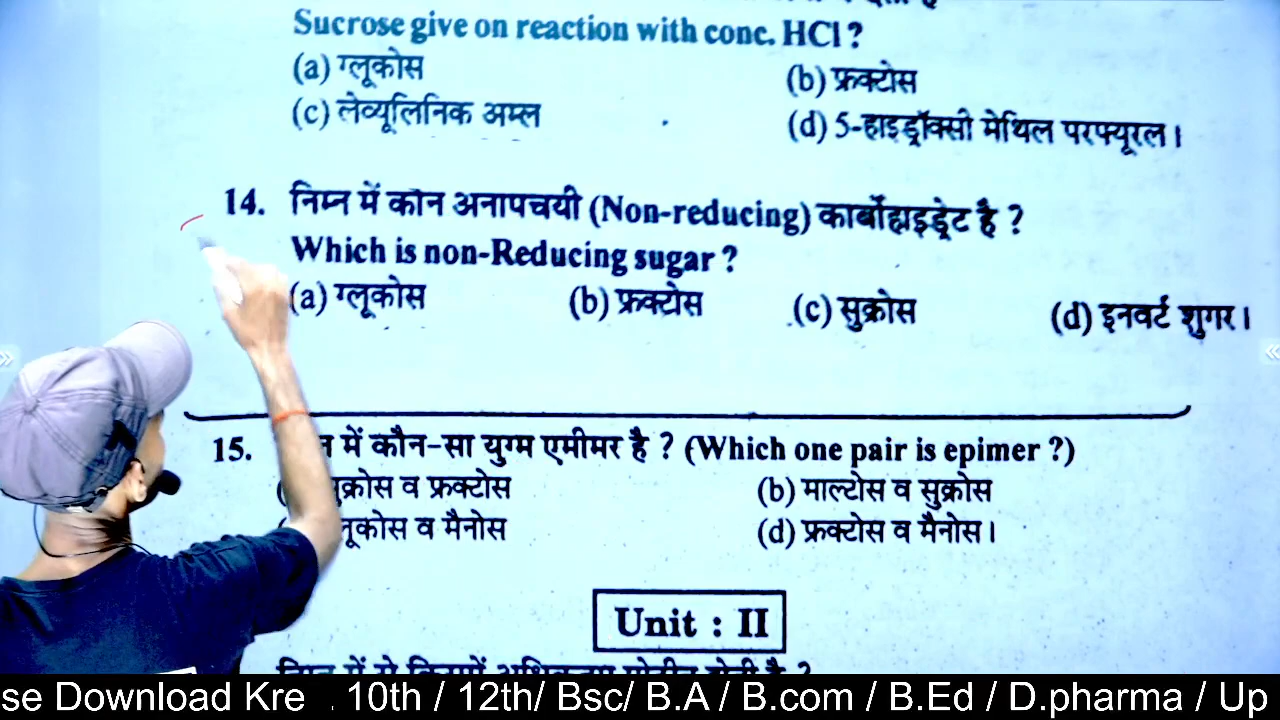 Sucrose give on reaction with conc. HCl ?
(a) ग्लूकोस (b) फ्रक्टोस
(c) लेव्यूलिनिक अम्ल (d) 5-हाइड्रॉक्सी मेथिल परफ्यूरल।
14. निम्न में कौन अनापचयी (Non-reducing) कार्बोहाइड्रेट है ?
Which is non-Reducing sugar ?
(a) ग्लूकोस (b) फ्रक्टोस (c) सुक्रोस (d) इनवर्ट शुगर।
15. में कौन-सा युग्म एमीमर है ? (Which one pair is epimer ?)
व फ्रक्टोस (b) माल्टोस व सुक्रोस
व मैनोस (d) फ्रक्टोस व मैनोस।
Unit : II
se Download Kre . 10th / 12th/ Bsc/ B.A / B.com / B.Ed / D.pharma / Up